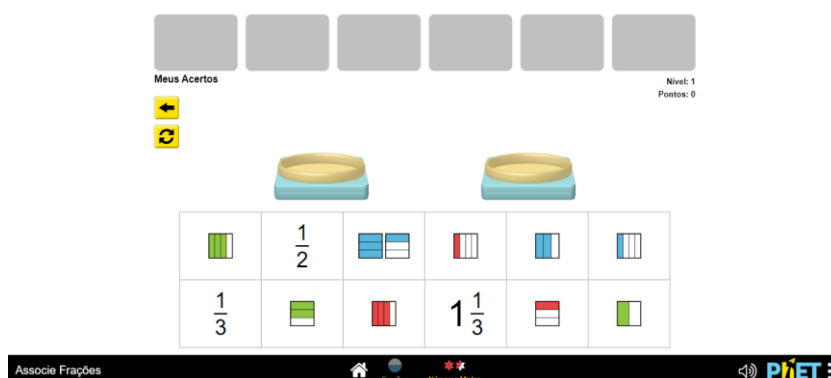 Meus Acertos
Nível: 1
Pontos: 0
1/2
1/3
1 1/3
Associe Frações
PhET